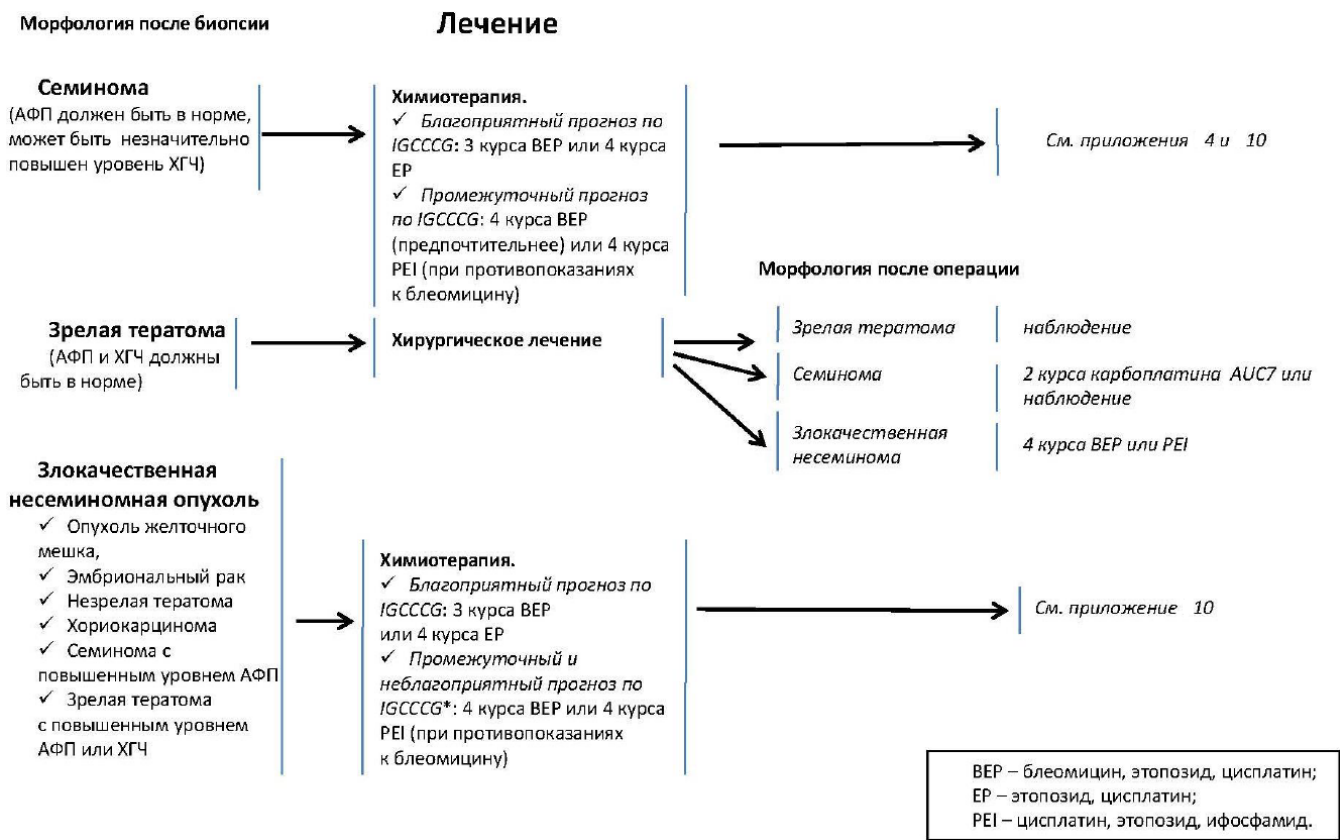 Морфология после биопсии
Лечение
Семинома
(АФП должен быть в норме,
может быть незначительно
повышен уровень ХГЧ)
Химиотерапия.
✓ Благоприятный прогноз по
IGCCCG: 3 курса BEP или 4 курса
EP
✓ Промежуточный прогноз
по IGCCCG: 4 курса BEP
(предпочтительнее) или 4 курса
PEI (при противопоказаниях
к блеомицину)
См. приложения 4 и 10
Зрелая тератома
(АФП и ХГЧ должны
быть в норме)
Хирургическое лечение
Морфология после операции
Зрелая тератома
наблюдение
Семинома
2 курса карбоплатина AUC7 или
наблюдение
Злокачественная
несеминома
4 курса BEP или PEI
Злокачественная
несеминомная опухоль
✓ Опухоль желточного
мешка,
✓ Эмбриональный рак
✓ Незрелая тератома
✓ Хориокарцинома
✓ Семинома с
повышенным уровнем АФП
✓ Зрелая тератома
с повышенным уровнем
АФП или ХГЧ
Химиотерапия.
✓ Благоприятный прогноз по
IGCCCG: 3 курса BEP
или 4 курса EP
✓ Промежуточный и
неблагоприятный прогноз по
IGCCCG*: 4 курса BEP или 4 курса
PEI (при противопоказаниях
к блеомицину)
См. приложение 10
BEP – блеомицин, этопозид, цисплатин;
EP – этопозид, цисплатин;
PEI – цисплатин, этопозид, ифосфамид.